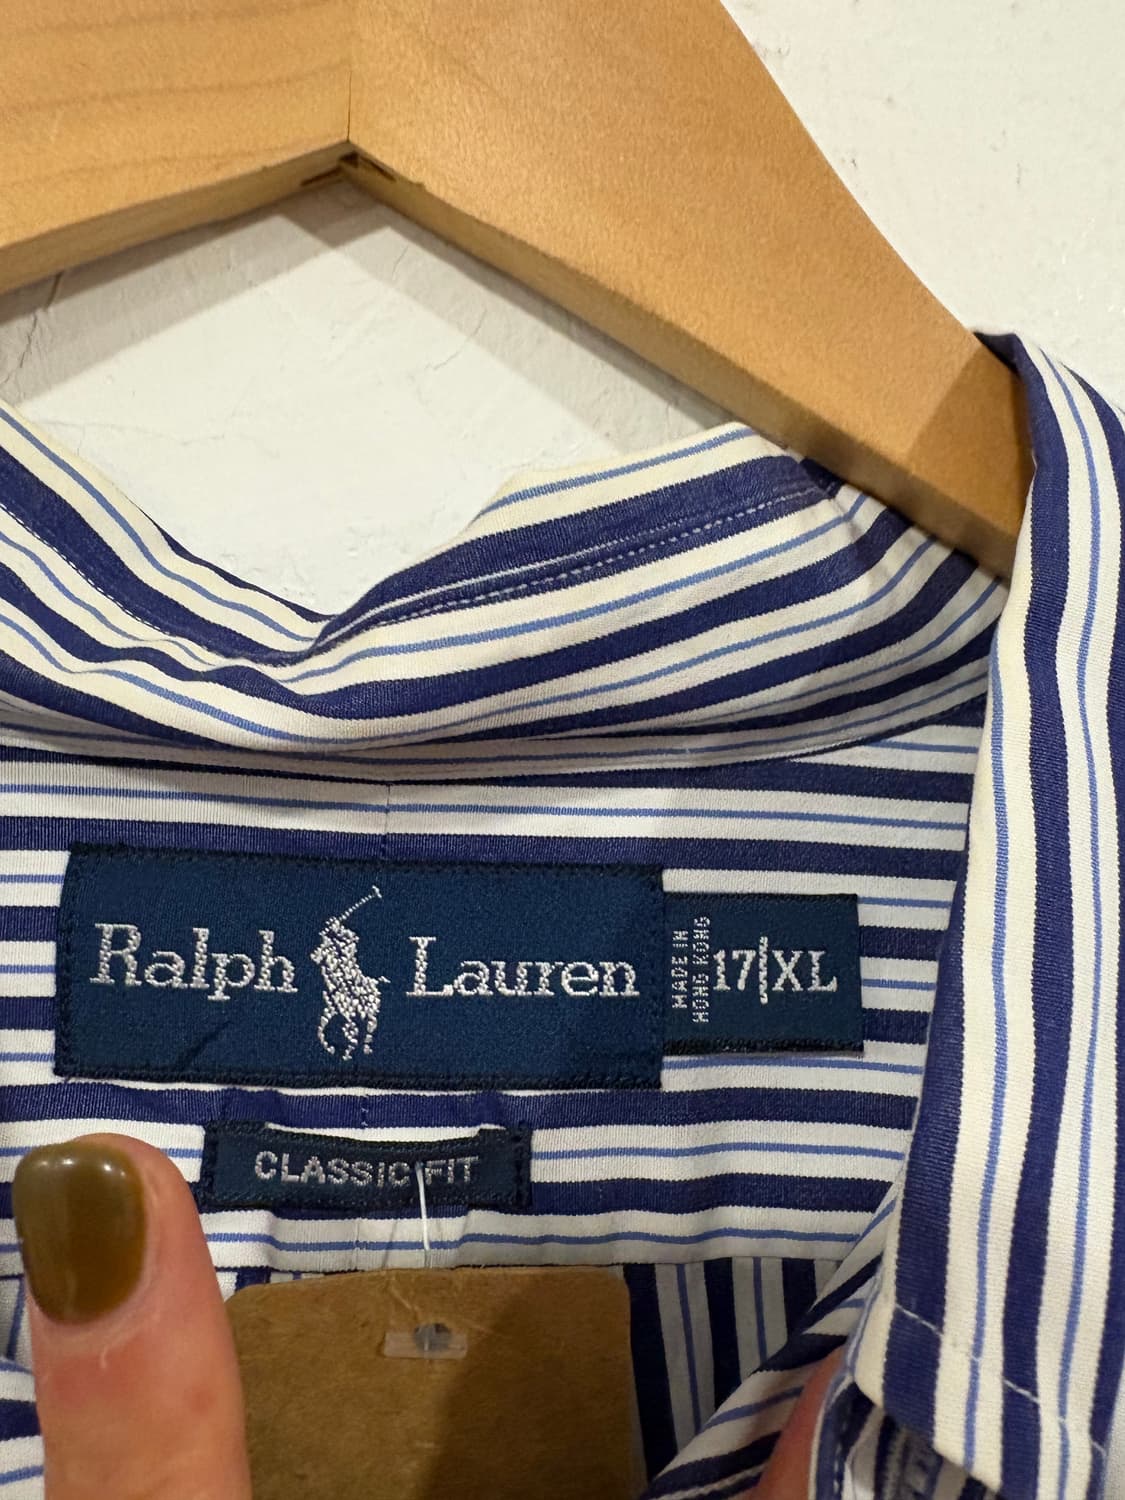 Ralph Lauren
MADE IN
HONG KONG
17|XL
CLASSIC FIT